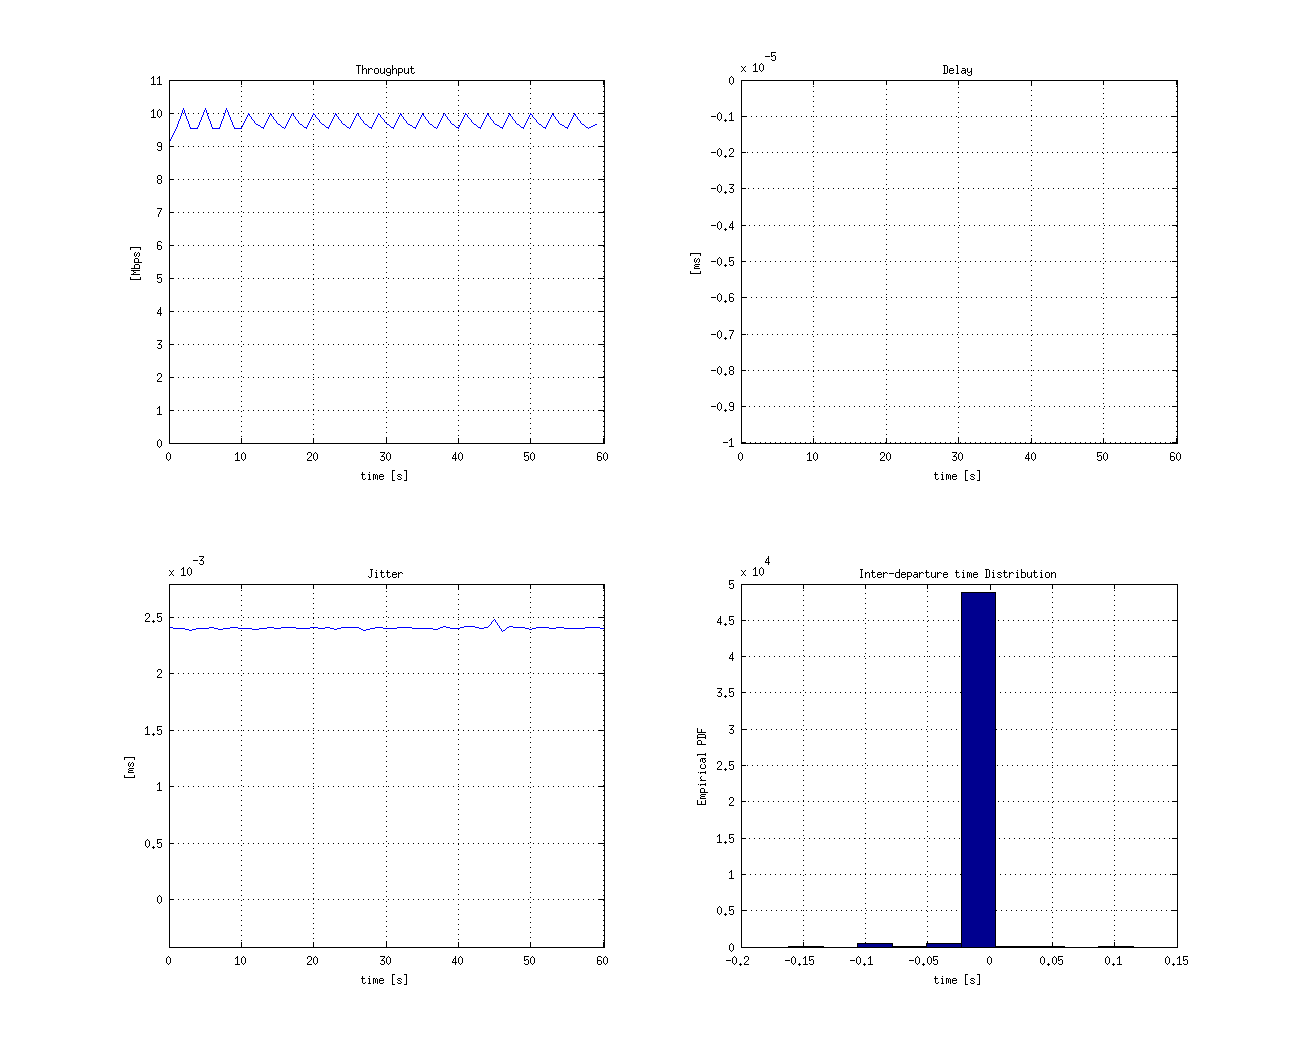 Throughput
11
10
9
8
7
6
5
4
3
2
1
0
[Mbps]
0 10 20 30 40 50 60
time [s]
x 10^-5
Delay
0
-0.1
-0.2
-0.3
-0.4
-0.5
-0.6
-0.7
-0.8
-0.9
-1
[ms]
0 10 20 30 40 50 60
time [s]
x 10^-3
Jitter
2.5
2
1.5
1
0.5
0
[ms]
0 10 20 30 40 50 60
time [s]
x 10^4
Inter-departure time Distribution
5
4.5
4
3.5
3
2.5
2
1.5
1
0.5
0
Empirical PDF
-0.2 -0.15 -0.1 -0.05 0 0.05 0.1 0.15
time [s]